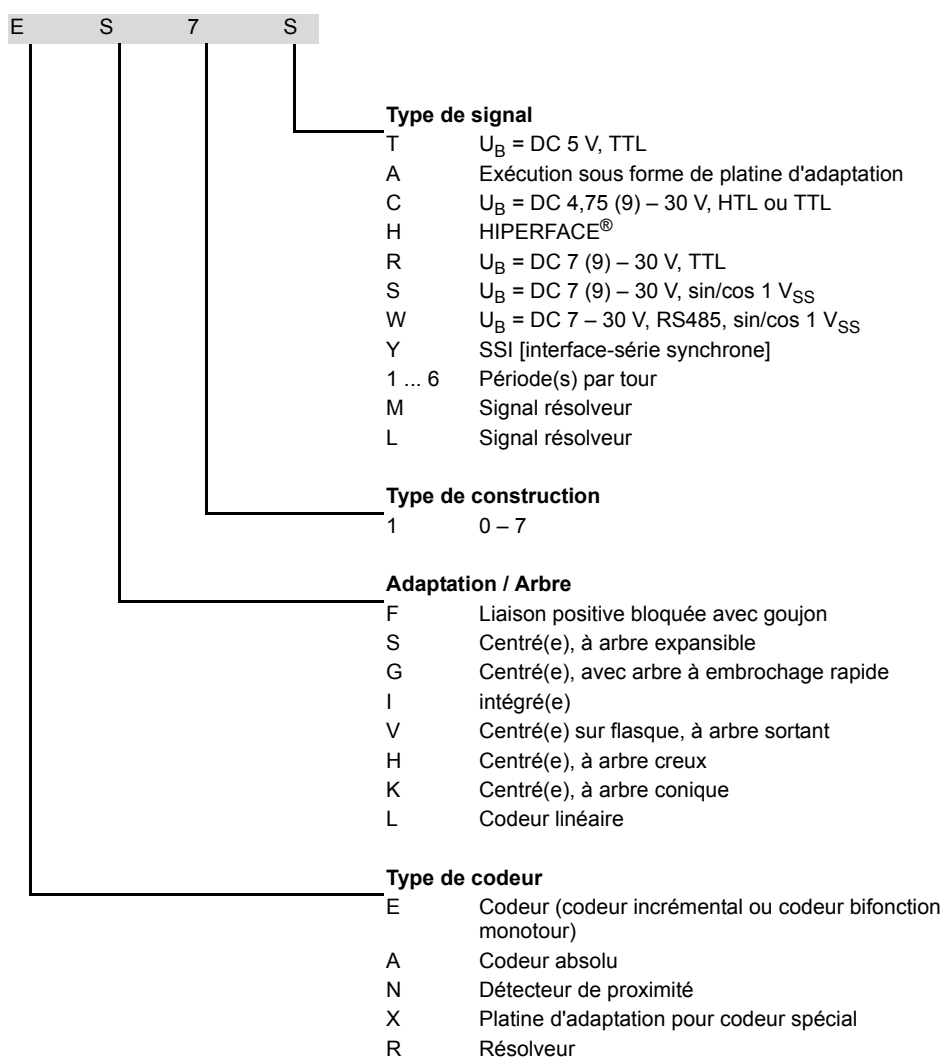 E S 7 S
Type de signal
T U_B = DC 5 V, TTL
A Exécution sous forme de platine d'adaptation
C U_B = DC 4,75 (9) – 30 V, HTL ou TTL
H HIPERFACE®
R U_B = DC 7 (9) – 30 V, TTL
S U_B = DC 7 (9) – 30 V, sin/cos 1 V_SS
W U_B = DC 7 – 30 V, RS485, sin/cos 1 V_SS
Y SSI [interface-série synchrone]
1 ... 6 Période(s) par tour
M Signal résolveur
L Signal résolveur
Type de construction
1 0 – 7
Adaptation / Arbre
F Liaison positive bloquée avec goujon
S Centré(e), à arbre expansible
G Centré(e), avec arbre à embrochage rapide
I intégré(e)
V Centré(e) sur flasque, à arbre sortant
H Centré(e), à arbre creux
K Centré(e), à arbre conique
L Codeur linéaire
Type de codeur
E Codeur (codeur incrémental ou codeur bifonction
monotour)
A Codeur absolu
N Détecteur de proximité
X Platine d'adaptation pour codeur spécial
R Résolveur